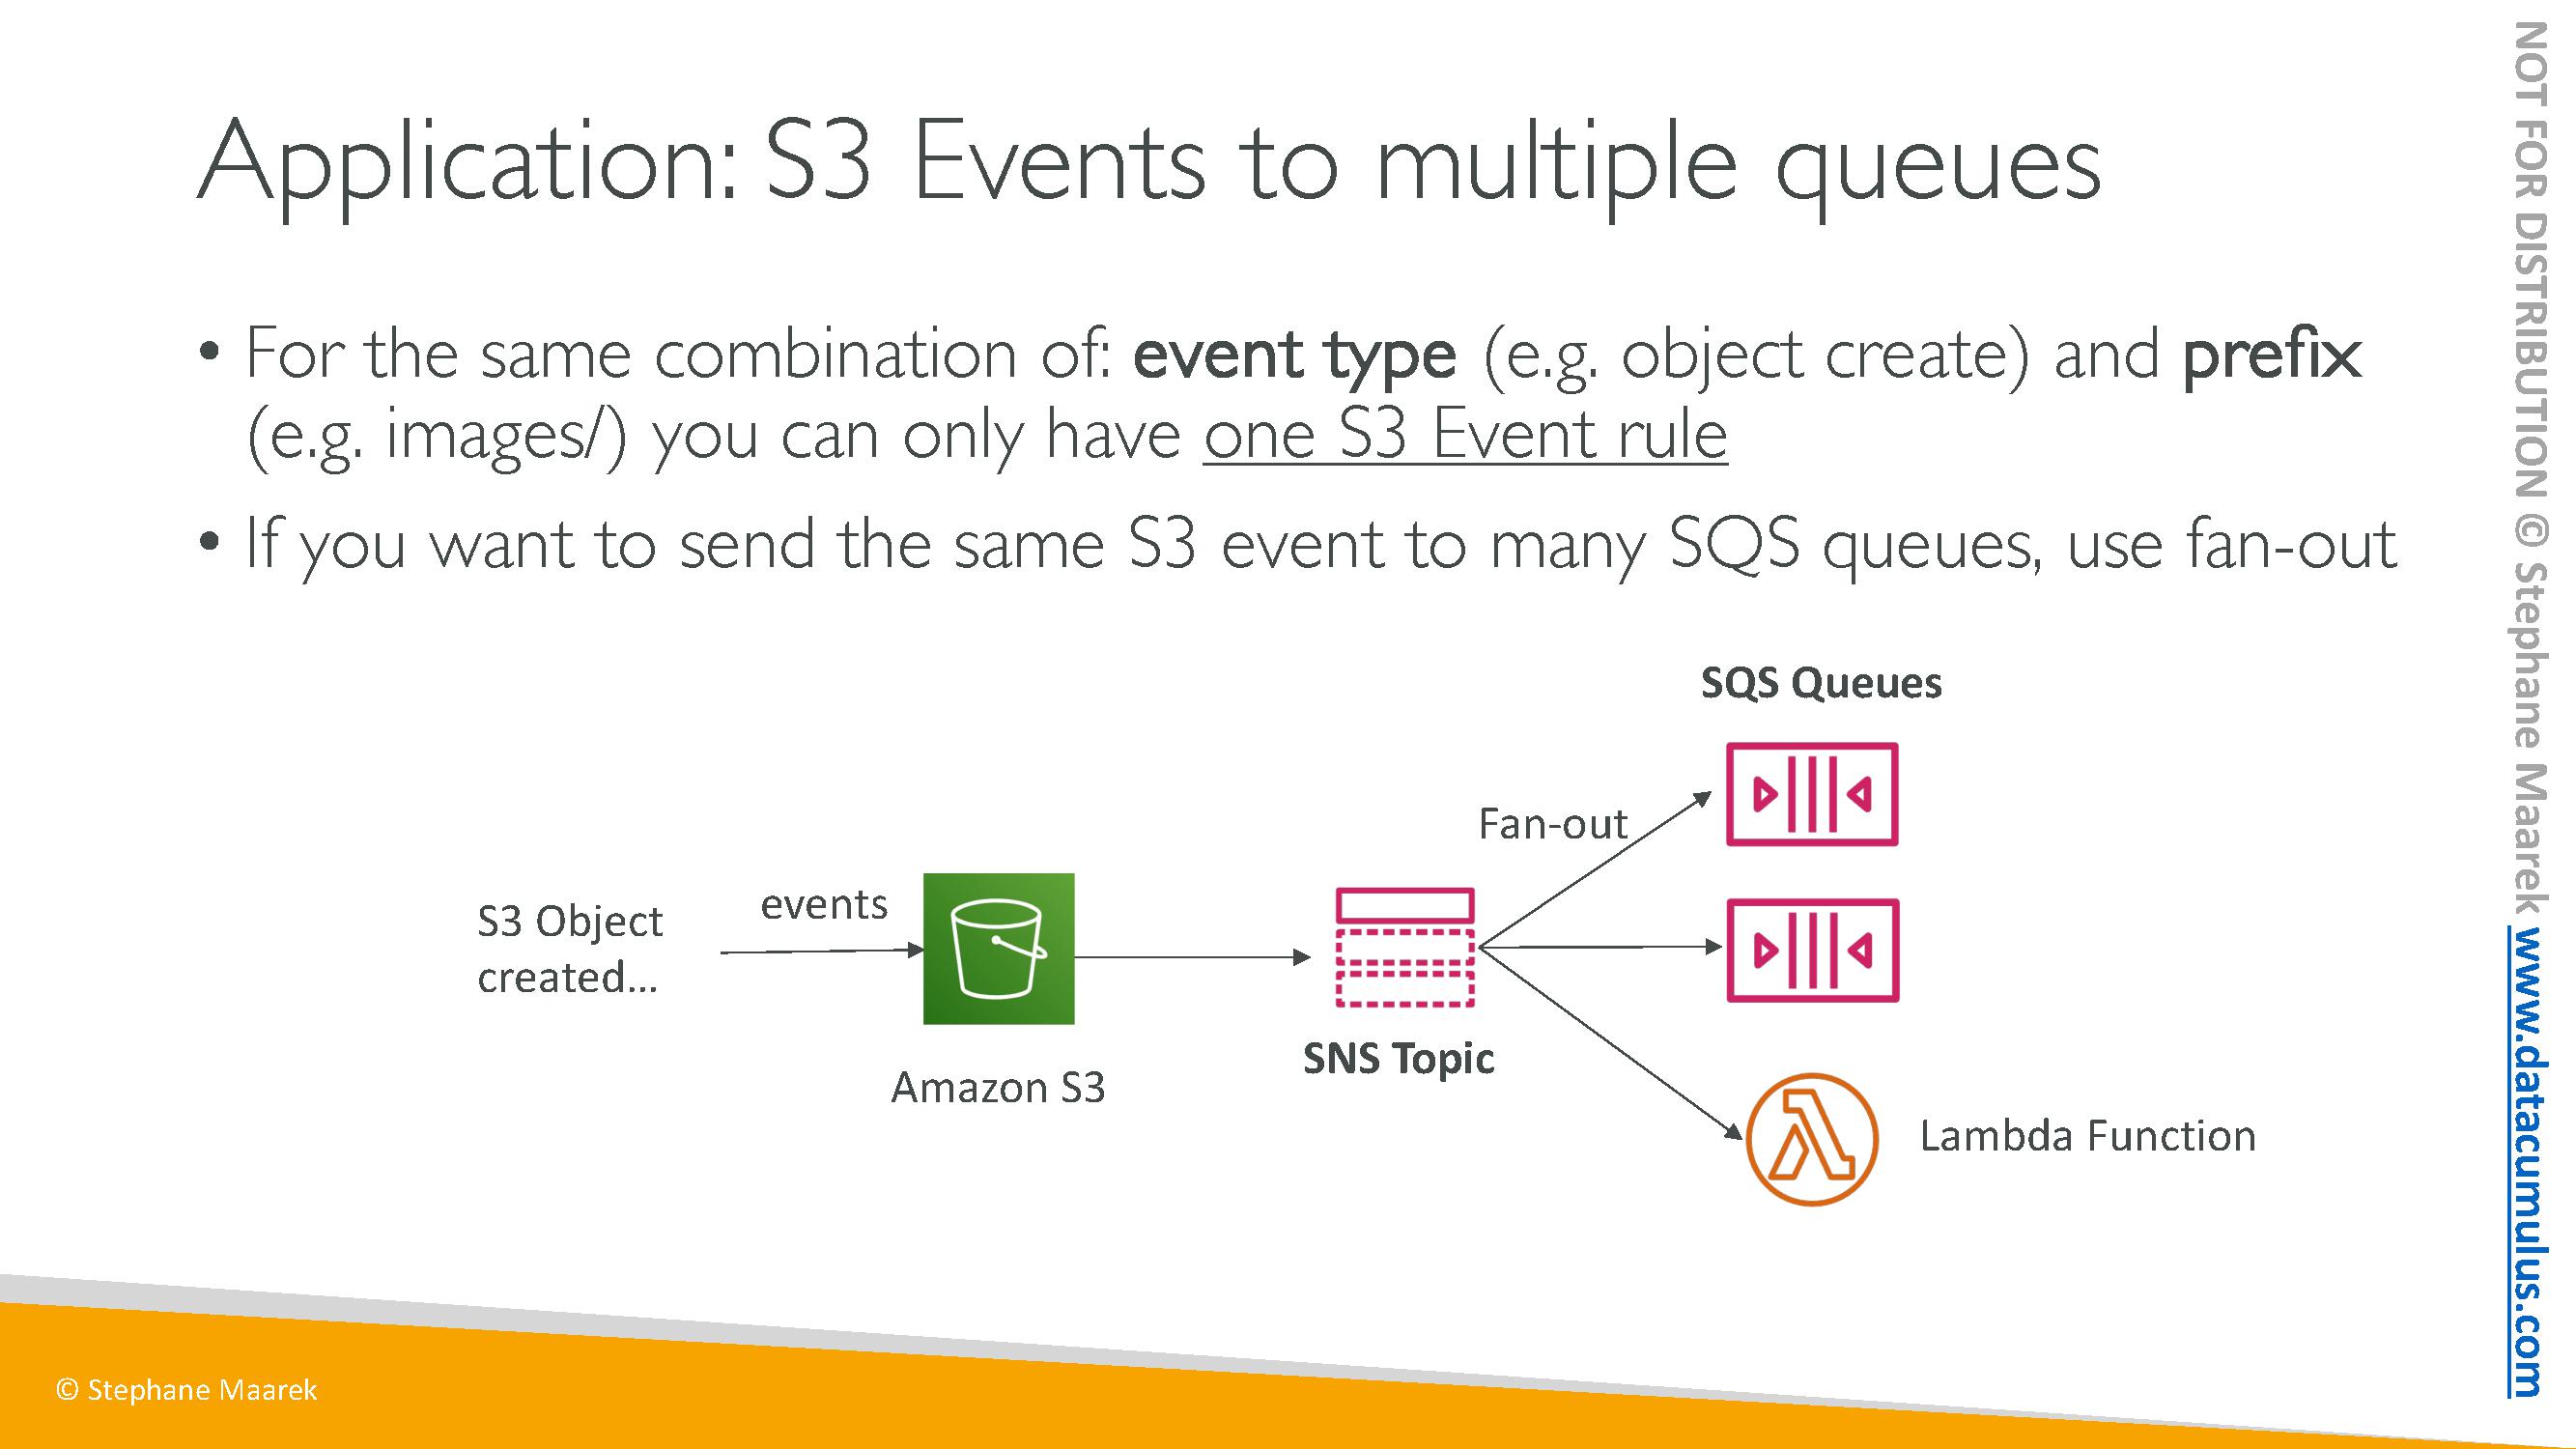 Application: S3 Events to multiple queues
• For the same combination of: event type (e.g. object create) and prefix
(e.g. images/) you can only have one S3 Event rule
• If you want to send the same S3 event to many SQS queues, use fan-out
SQS Queues
Fan-out
S3 Object
created...
events
Amazon S3
SNS Topic
Lambda Function
© Stephane Maarek
NOT FOR DISTRIBUTION © Stephane Maarek www.datacumulus.com